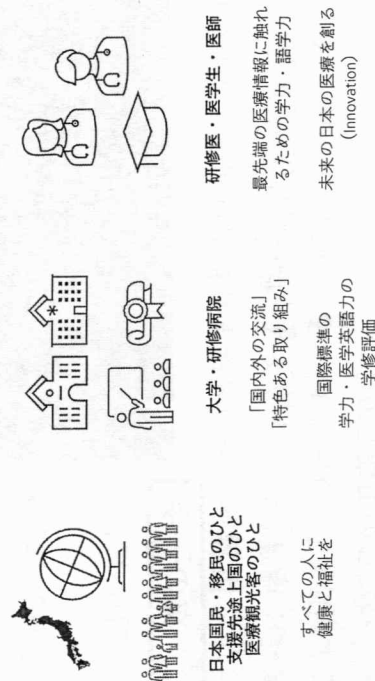 研修医・医学生・医師
最先端の医療情報に触れ
るための学力・語学力
未来の日本の医療を創る
(Innovation)
大学・研修病院
「国内外の交流」
「特色ある取り組み」
国際標準の
学力・医学英語力の
学修評価
日本国民・移民のひと
支援先途上国のひと
医療観光客のひと
すべての人に
健康と福祉を